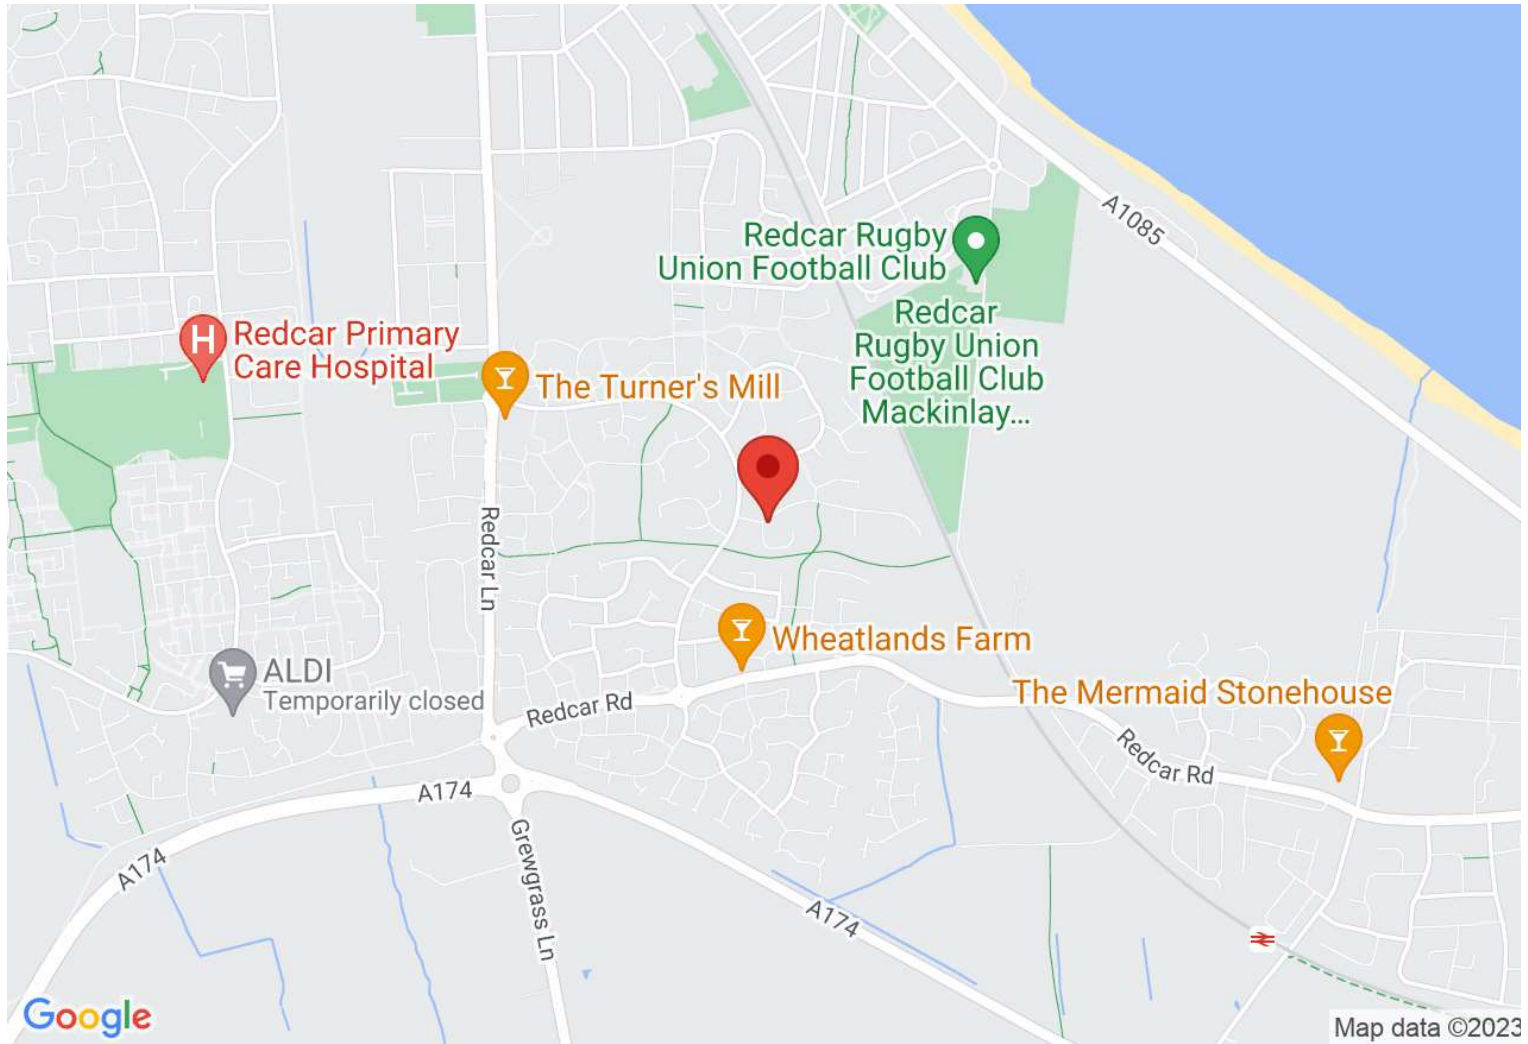 A1085
Redcar Rugby
Union Football Club
Redcar
Rugby Union
Football Club
Mackinlay...
H
Redcar Primary
Care Hospital
The Turner's Mill
Redcar Ln
Wheatlands Farm
ALDI
Temporarily closed
The Mermaid Stonehouse
Redcar Rd
Redcar Rd
A174
A174
Grewgrass Ln
A174
Google
Map data ©2023